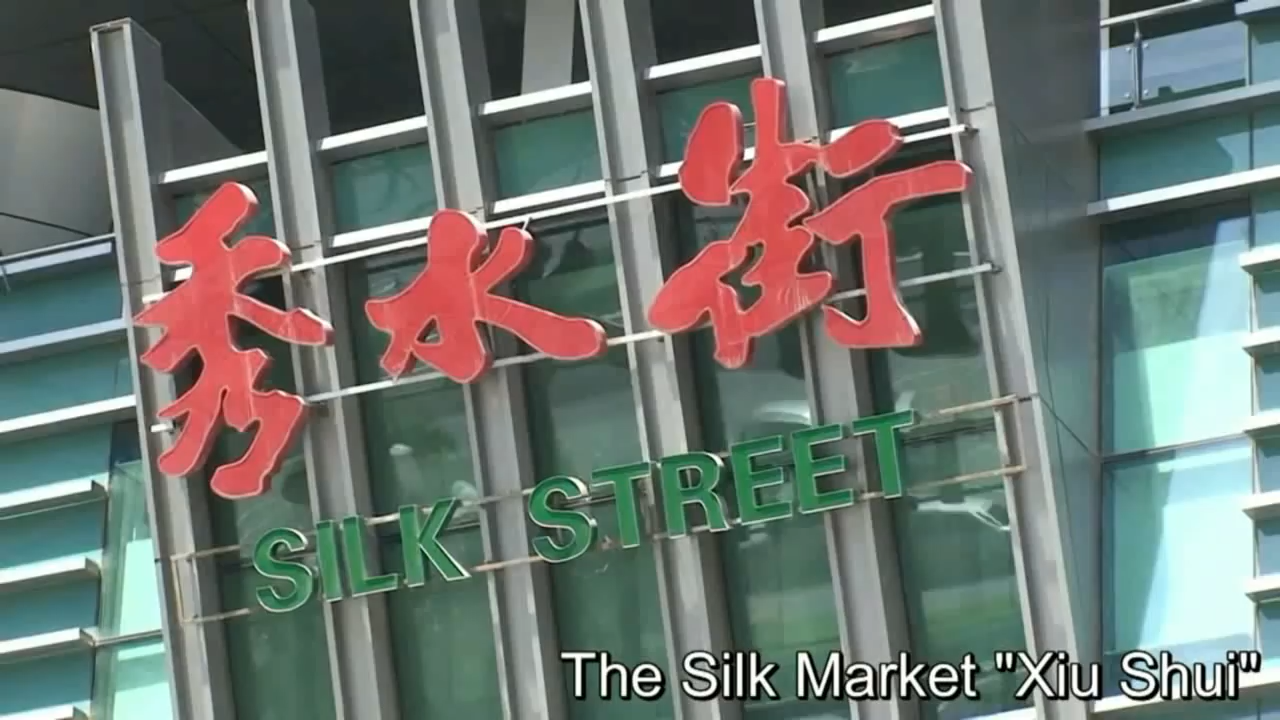 秀水街
SILK STREET
The Silk Market "Xiu Shui"